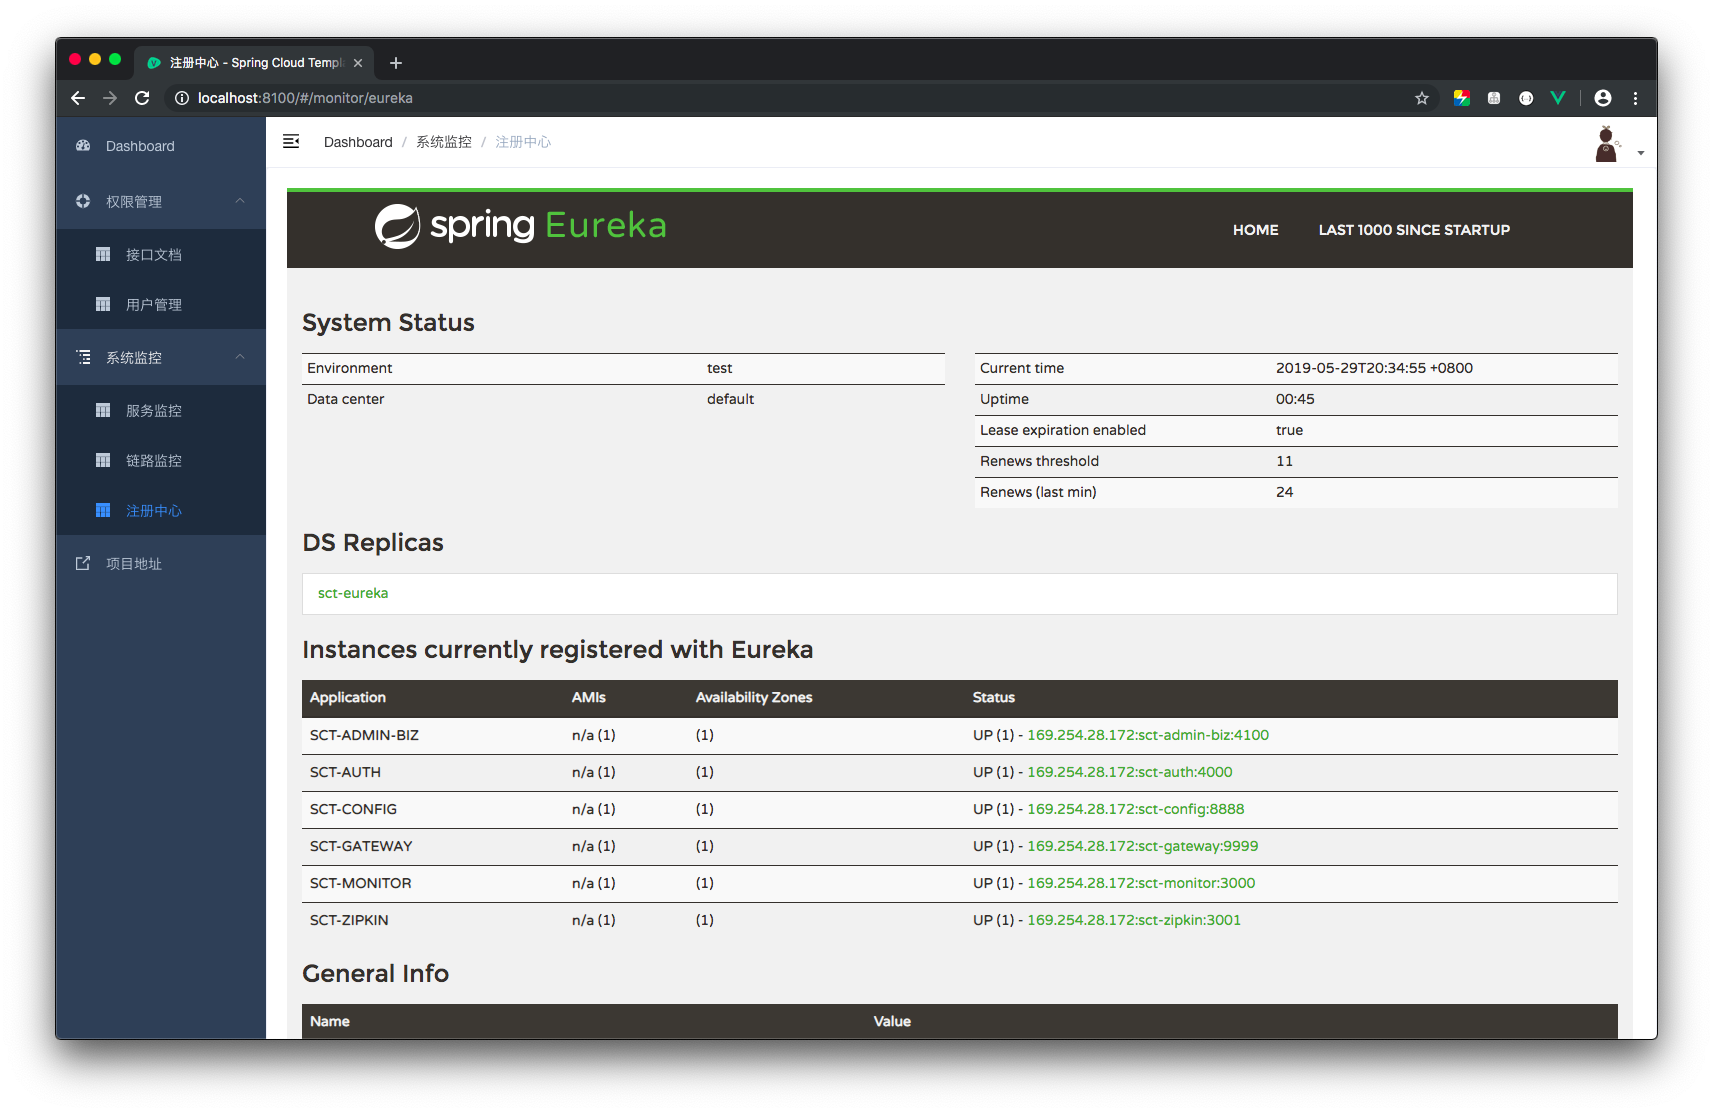 注册中心 - Spring Cloud Templ
localhost:8100/#/monitor/eureka
Dashboard
权限管理
接口文档
用户管理
系统监控
服务监控
链路监控
注册中心
项目地址
Dashboard / 系统监控 / 注册中心
spring Eureka
HOME LAST 1000 SINCE STARTUP
System Status
Environment test
Data center default
Current time 2019-05-29T20:34:55 +0800
Uptime 00:45
Lease expiration enabled true
Renews threshold 11
Renews (last min) 24
DS Replicas
sct-eureka
Instances currently registered with Eureka
Application AMIs Availability Zones Status
SCT-ADMIN-BIZ n/a (1) (1) UP (1) - 169.254.28.172:sct-admin-biz:4100
SCT-AUTH n/a (1) (1) UP (1) - 169.254.28.172:sct-auth:4000
SCT-CONFIG n/a (1) (1) UP (1) - 169.254.28.172:sct-config:8888
SCT-GATEWAY n/a (1) (1) UP (1) - 169.254.28.172:sct-gateway:9999
SCT-MONITOR n/a (1) (1) UP (1) - 169.254.28.172:sct-monitor:3000
SCT-ZIPKIN n/a (1) (1) UP (1) - 169.254.28.172:sct-zipkin:3001
General Info
Name Value